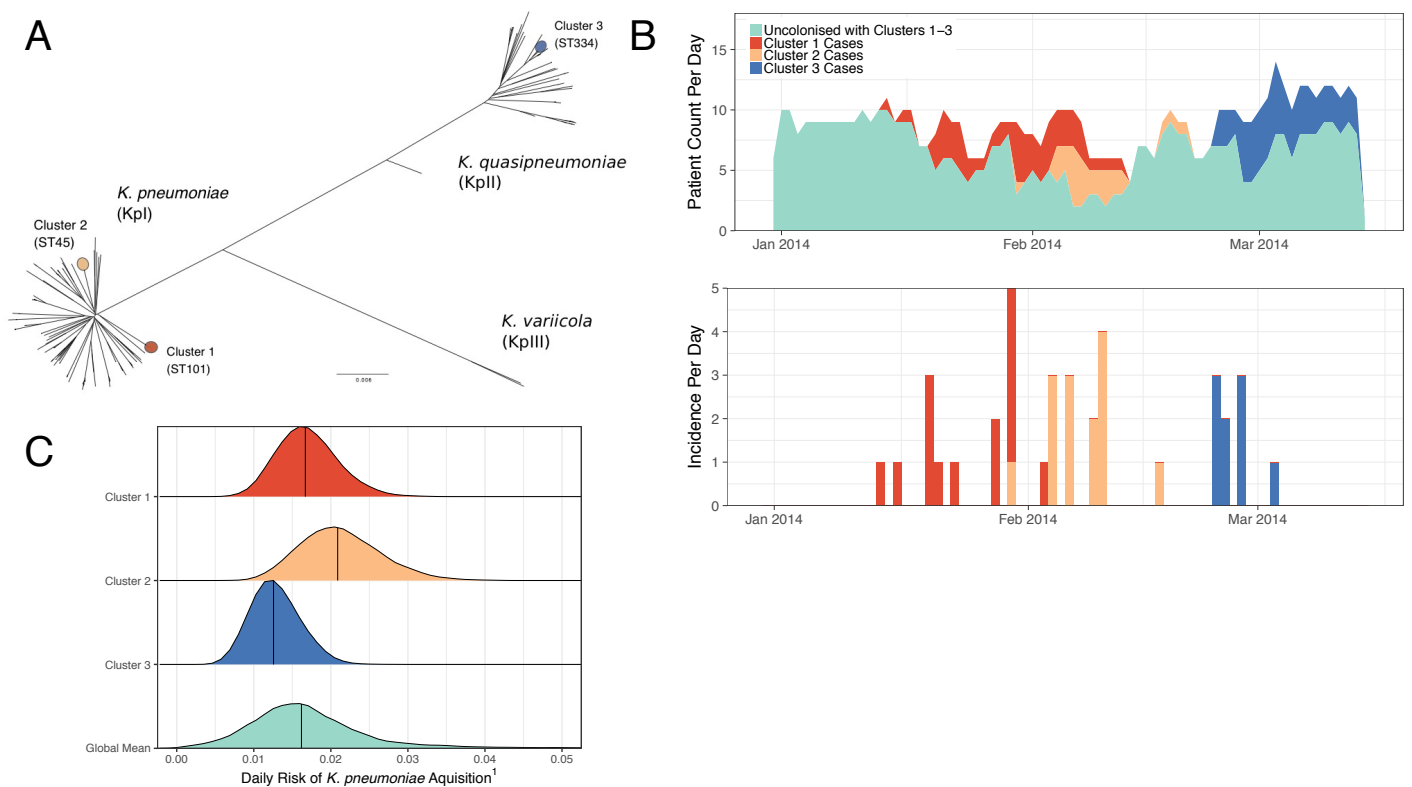 A
Cluster 3
(ST334)
K. quasipneumoniae
(KpII)
K. pneumoniae
(KpI)
Cluster 2
(ST45)
K. variicola
(KpIII)
Cluster 1
(ST101)
0.006
B
Patient Count Per Day
15
10
5
0
Uncolonised with Clusters 1–3
Cluster 1 Cases
Cluster 2 Cases
Cluster 3 Cases
Jan 2014
Feb 2014
Mar 2014
Incidence Per Day
5
4
3
2
1
0
Jan 2014
Feb 2014
Mar 2014
C
Cluster 1
Cluster 2
Cluster 3
Global Mean
0.00
0.01
0.02
0.03
0.04
0.05
Daily Risk of K. pneumoniae Aquisition¹